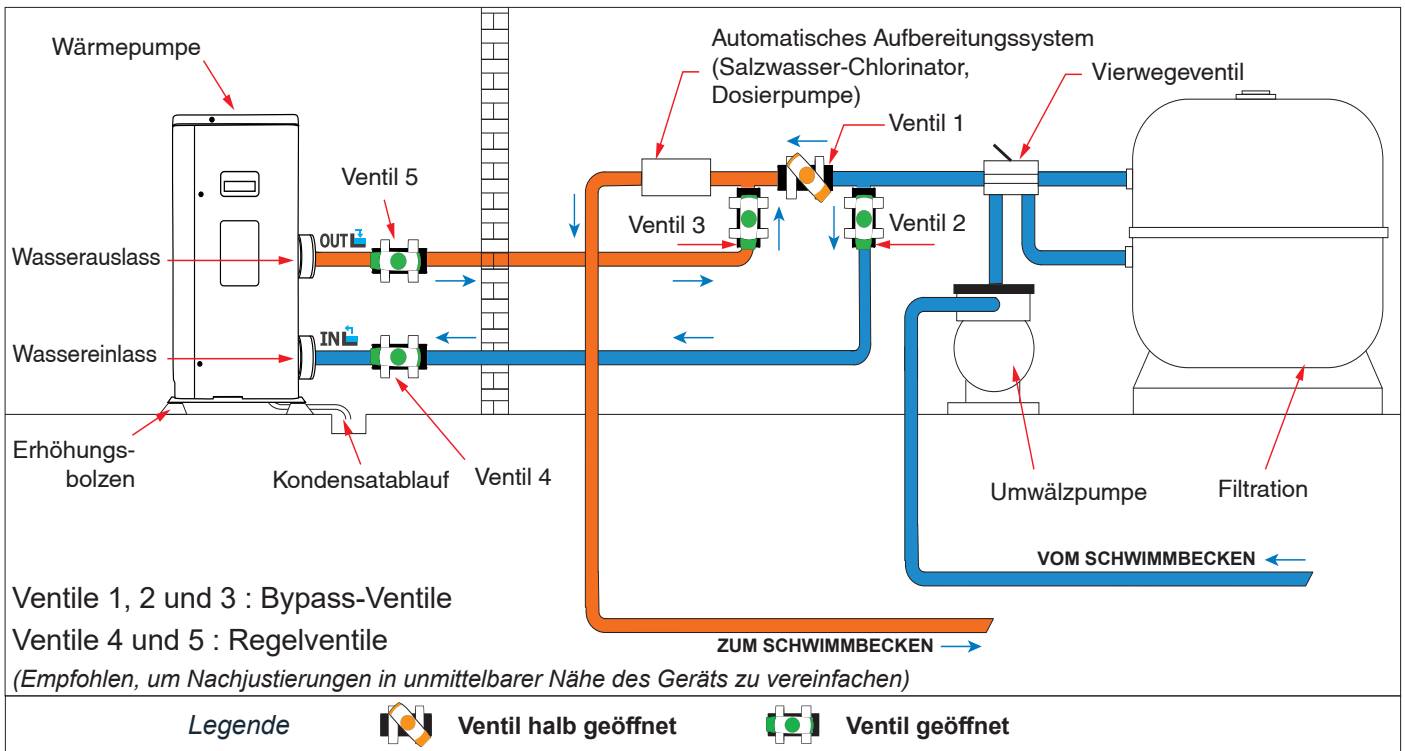 Wärmepumpe
Automatisches Aufbereitungssystem
(Salzwasser-Chlorinator,
Dosierpumpe)
Vierwegeventil
Ventil 1
Ventil 5
Ventil 3
Ventil 2
OUT
Wasserauslass
IN
Wassereinlass
Erhöhungs-
bolzen
Kondensatablauf
Ventil 4
Umwälzpumpe
Filtration
VOM SCHWIMMBECKEN
ZUM SCHWIMMBECKEN
Ventile 1, 2 und 3 : Bypass-Ventile
Ventile 4 und 5 : Regelventile
(Empfohlen, um Nachjustierungen in unmittelbarer Nähe des Geräts zu vereinfachen)
Legende
Ventil halb geöffnet
Ventil geöffnet